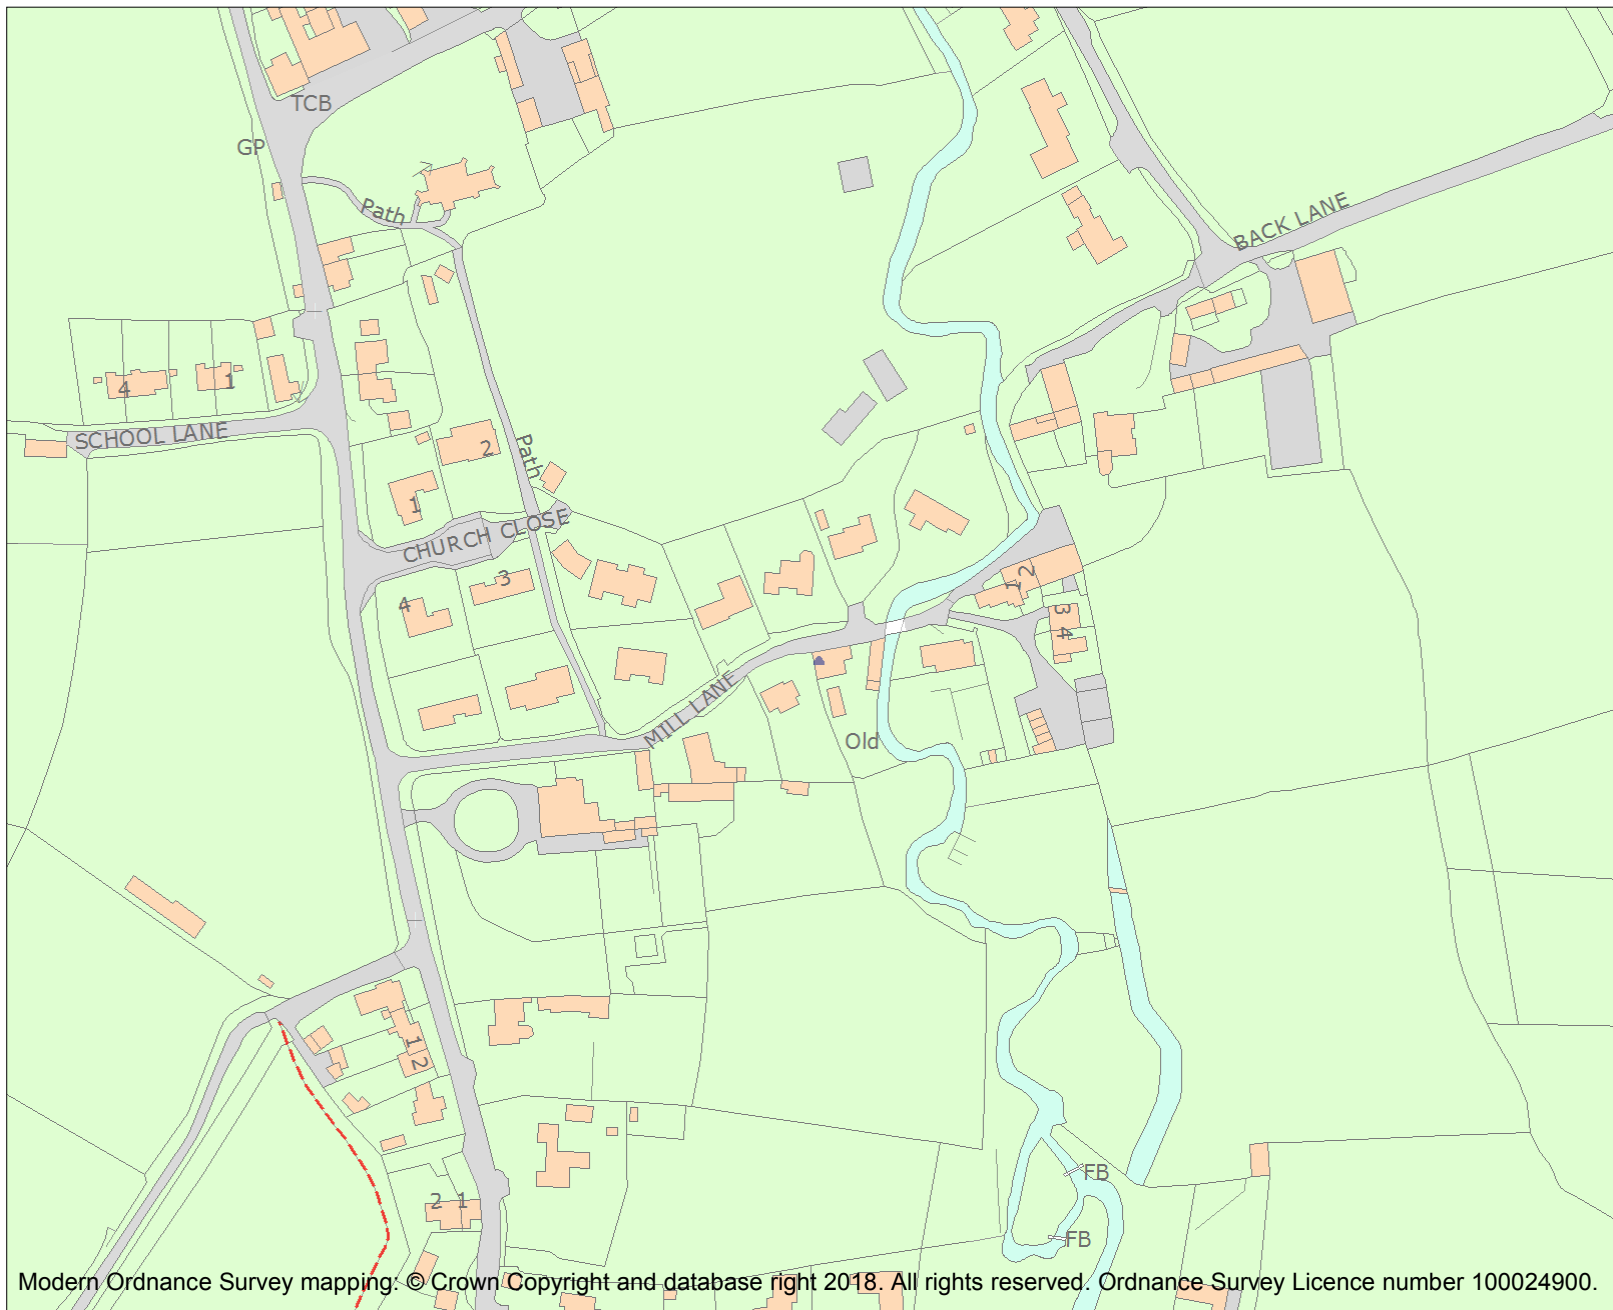 TCB
GP
Path
BACK LANE
4
1
SCHOOL LANE
2
Path
1
CHURCH CLOSE
3
4
2
1
3
4
MILL LANE
Old
1
2
FB
2 1
FB
Modern Ordnance Survey mapping: © Crown Copyright and database right 2018. All rights reserved. Ordnance Survey Licence number 100024900.